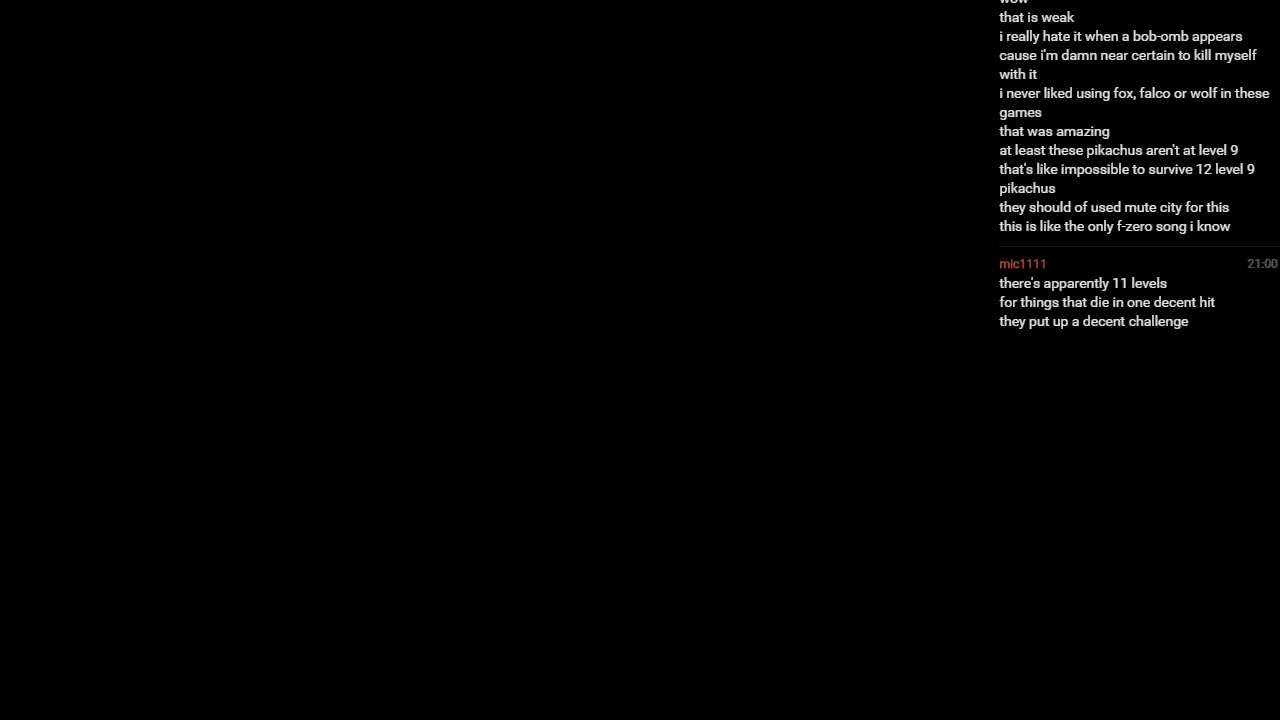 wow
that is weak
i really hate it when a bob-omb appears
cause i'm damn near certain to kill myself
with it
i never liked using fox, falco or wolf in these
games
that was amazing
at least these pikachus aren't at level 9
that's like impossible to survive 12 level 9
pikachus
they should of used mute city for this
this is like the only f-zero song i know
mic1111 21:00
there's apparently 11 levels
for things that die in one decent hit
they put up a decent challenge